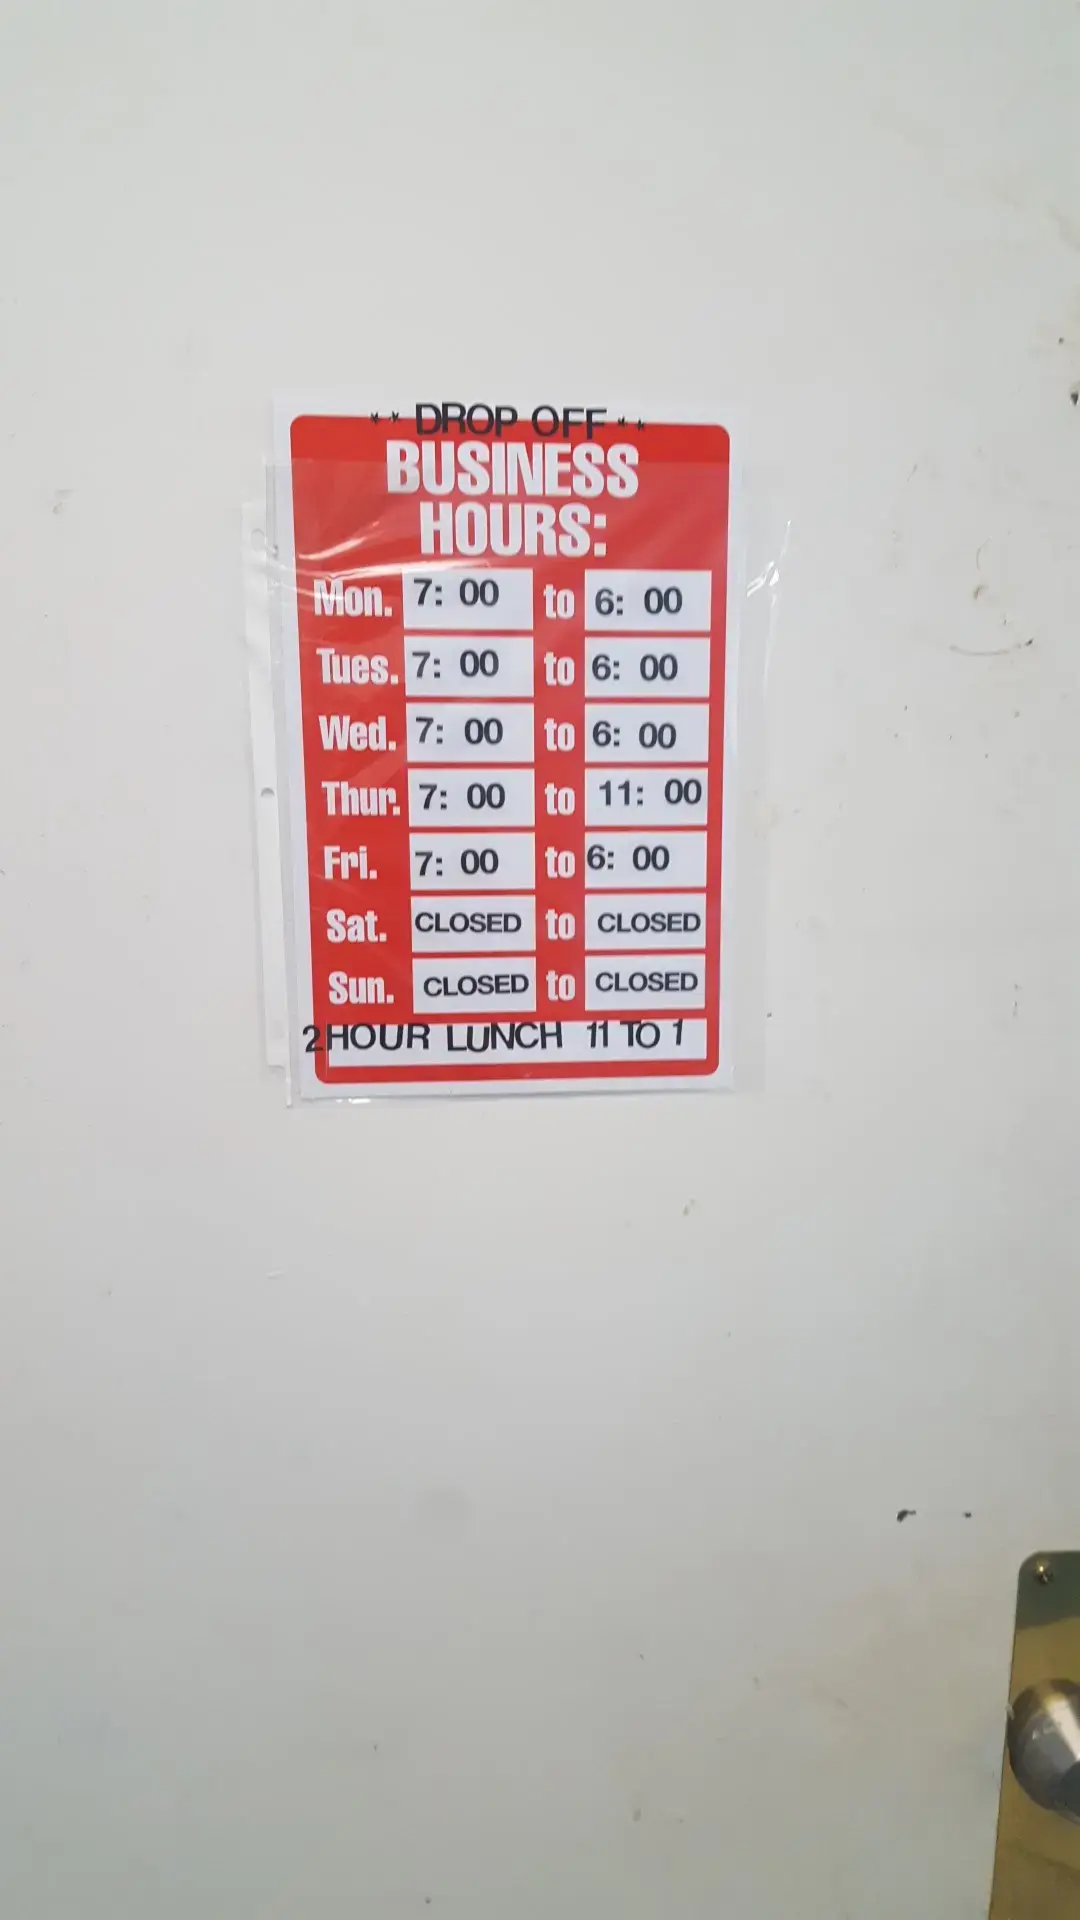 ** DROP OFF **
BUSINESS
HOURS:
Mon. 7: 00 to 6: 00
Tues. 7: 00 to 6: 00
Wed. 7: 00 to 6: 00
Thur. 7: 00 to 11: 00
Fri. 7: 00 to 6: 00
Sat. CLOSED to CLOSED
Sun. CLOSED to CLOSED
2 HOUR LUNCH 11 TO 1